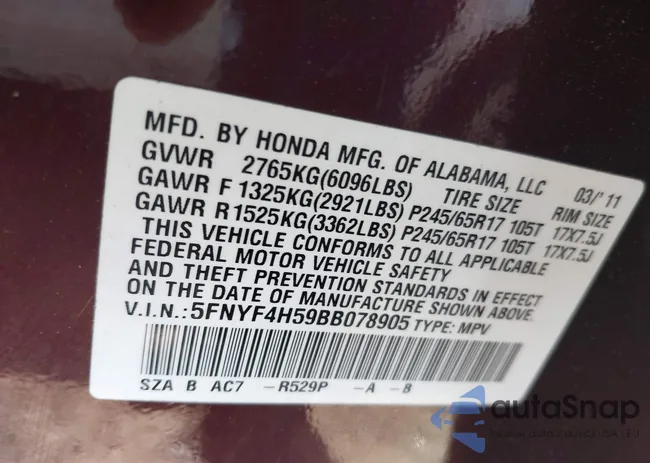 MFD. BY HONDA MFG. OF ALABAMA, LLC 03/'11
GVWR 2765KG(6096LBS) TIRE SIZE RIM SIZE
GAWR F 1325KG(2921LBS) P245/65R17 105T 17X7.5J
GAWR R 1525KG(3362LBS) P245/65R17 105T 17X7.5J
THIS VEHICLE CONFORMS TO ALL APPLICABLE
FEDERAL MOTOR VEHICLE SAFETY
AND THEFT PREVENTION STANDARDS IN EFFECT
ON THE DATE OF MANUFACTURE SHOWN ABOVE.
V.I.N.:5FNYF4H59BB078905 TYPE: MPV
SZA B AC7 -R529P -A -B
autaSnap